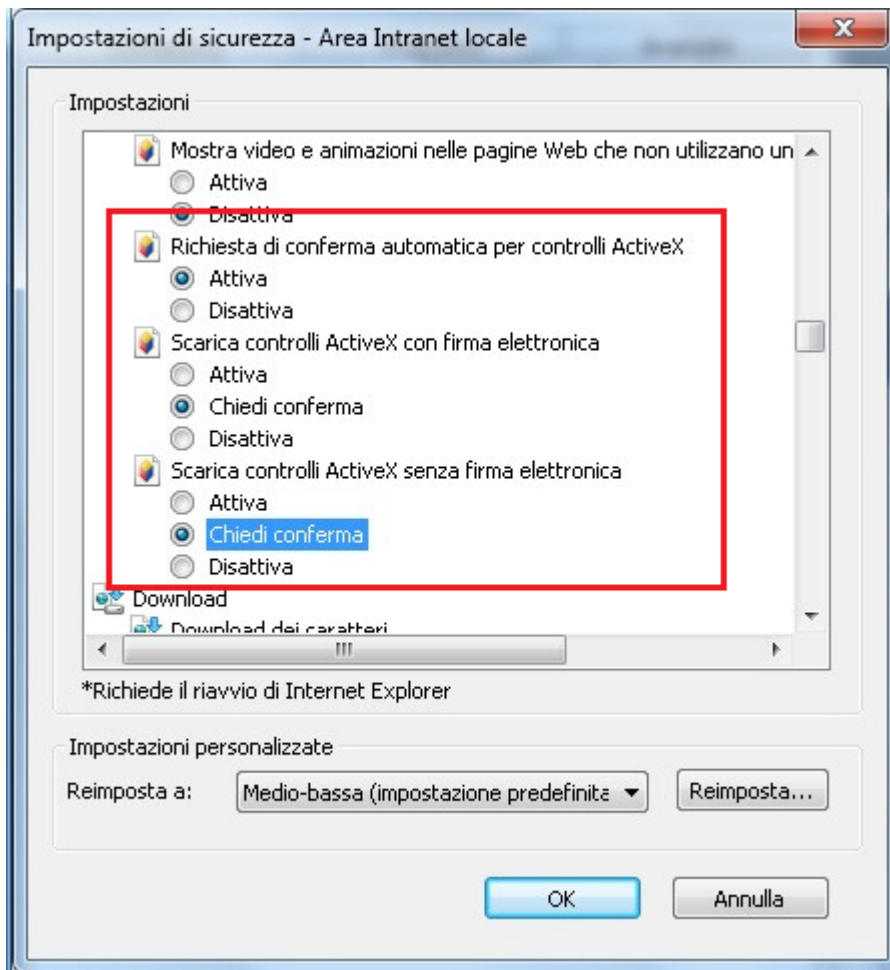 Impostazioni di sicurezza - Area Intranet locale
Impostazioni
Mostra video e animazioni nelle pagine Web che non utilizzano un
Attiva
Disattiva
Richiesta di conferma automatica per controlli ActiveX
Attiva
Disattiva
Scarica controlli ActiveX con firma elettronica
Attiva
Chiedi conferma
Disattiva
Scarica controlli ActiveX senza firma elettronica
Attiva
Chiedi conferma
Disattiva
Download
Download dei caratteri
*Richiede il riavvio di Internet Explorer
Impostazioni personalizzate
Reimposta a: Medio-bassa (impostazione predefinita Reimposta...
OK Annulla